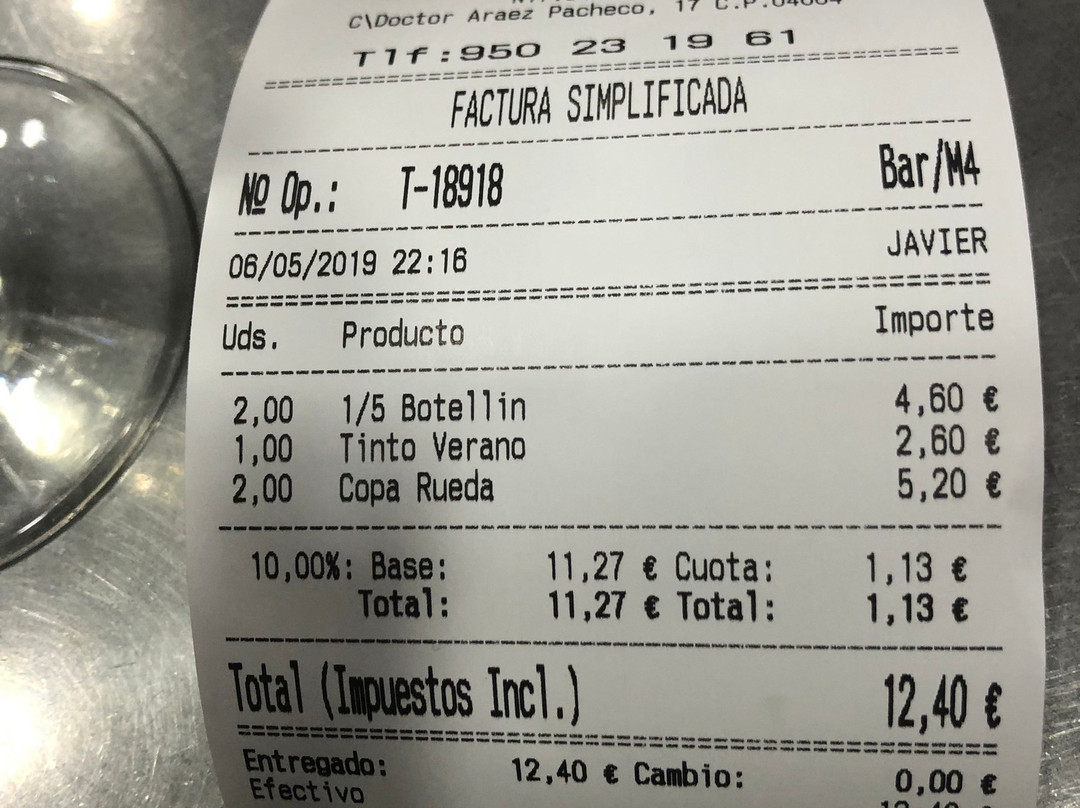 C\Doctor Araez Pacheco, 17 C.P.04004
Tlf:950 23 19 61
FACTURA SIMPLIFICADA
Nº Op.: T-18918 Bar/M4
06/05/2019 22:16 JAVIER
Uds. Producto Importe
2,00 1/5 Botellin 4,60 €
1,00 Tinto Verano 2,60 €
2,00 Copa Rueda 5,20 €
10,00%: Base: 11,27 € Cuota: 1,13 €
Total: 11,27 € Total: 1,13 €
Total (Impuestos Incl.) 12,40 €
Entregado: 12,40 € Cambio: 0,00 €
Efectivo